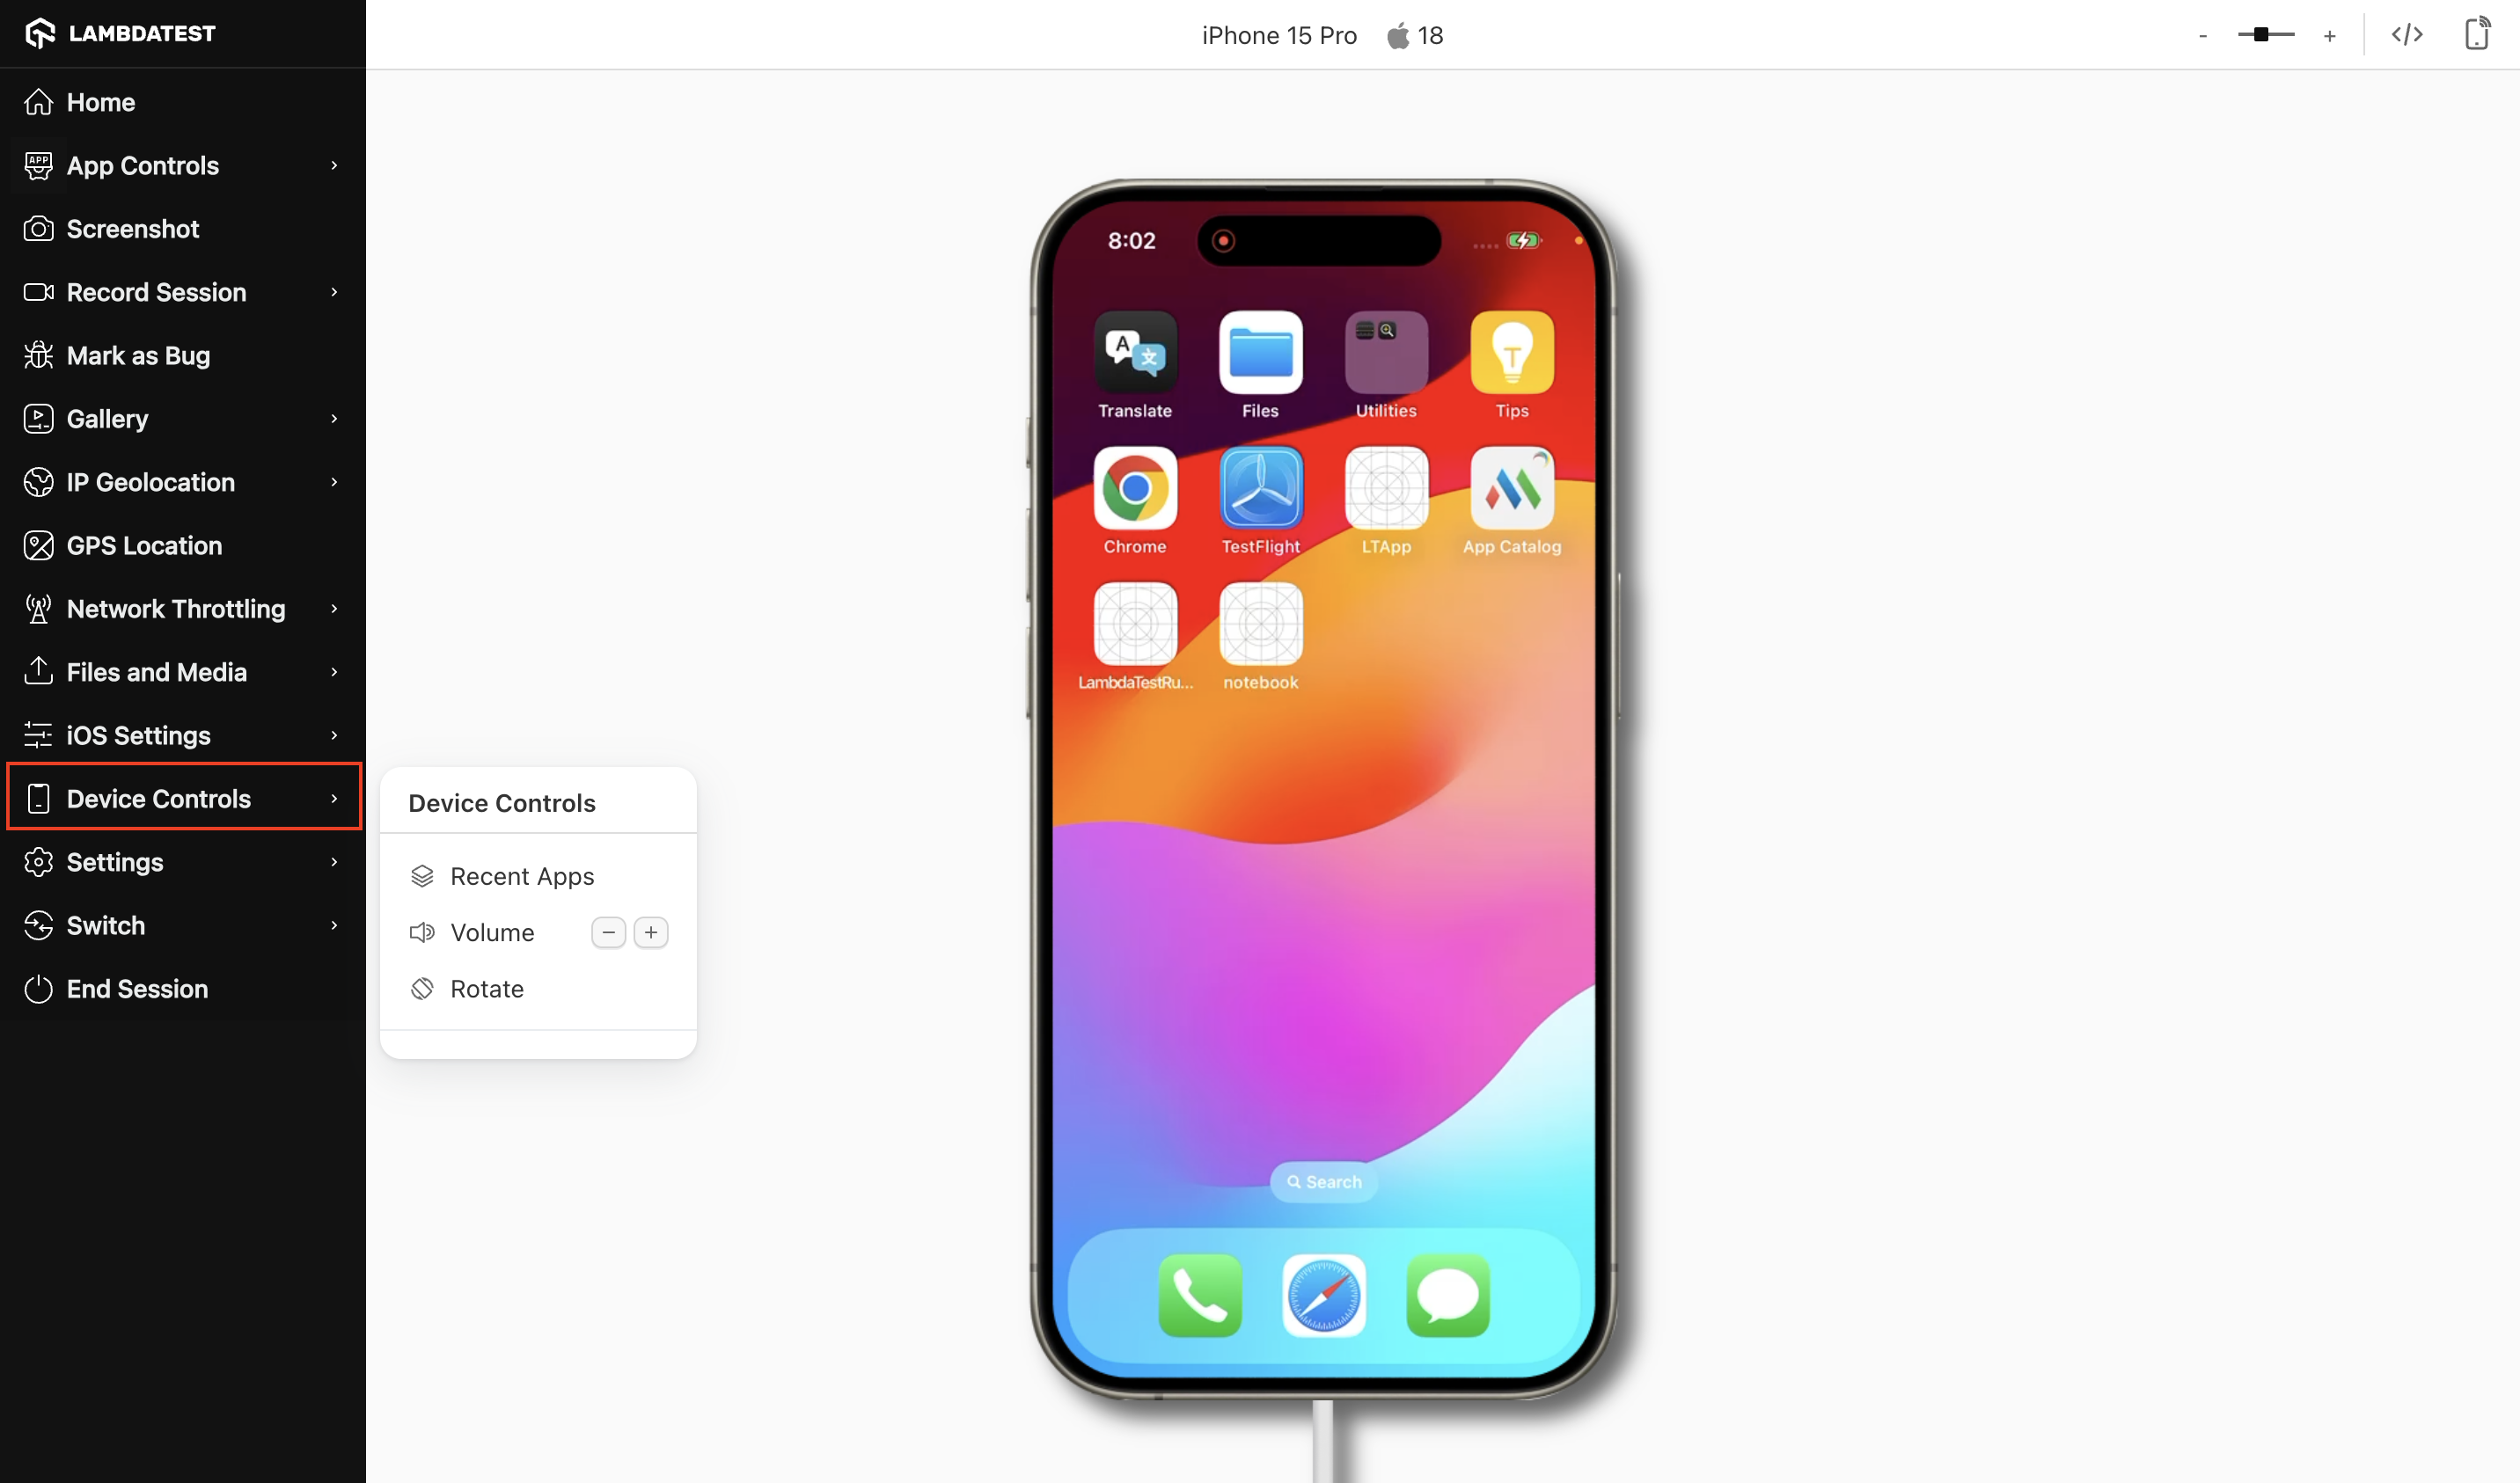 LAMBDATEST
iPhone 15 Pro 18
- +
</>
Home
App Controls
Screenshot
Record Session
Mark as Bug
Gallery
IP Geolocation
GPS Location
Network Throttling
Files and Media
iOS Settings
Device Controls
Settings
Switch
End Session
Device Controls
Recent Apps
Volume − +
Rotate
8:02
Translate Files Utilities Tips
Chrome TestFlight LTApp App Catalog
LambdaTestRu... notebook
Search